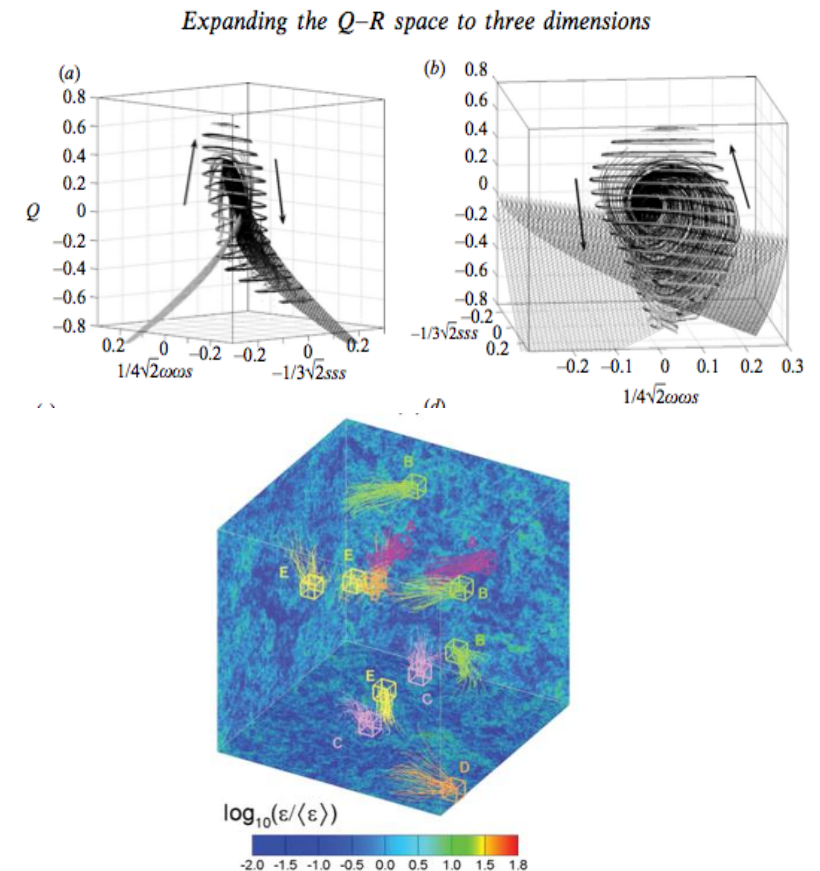 Expanding the Q–R space to three dimensions
(a)
0.8
0.6
0.4
0.2
0
−0.2
−0.4
−0.6
−0.8
Q
0.2
0
−0.2
1/4√2ωωs
−0.2
0
0.2
−1/3√2sss
(b)
0.8
0.6
0.4
0.2
0
−0.2
−0.4
−0.6
−0.8
−0.2
0
0.2
−1/3√2sss
−0.2 −0.1 0 0.1 0.2 0.3
1/4√2ωωs
(d)
B
A
A
E
E
B
B
E
C
C
D
log10(ε/⟨ε⟩)
-2.0 -1.5 -1.0 -0.5 0.0 0.5 1.0 1.5 1.8